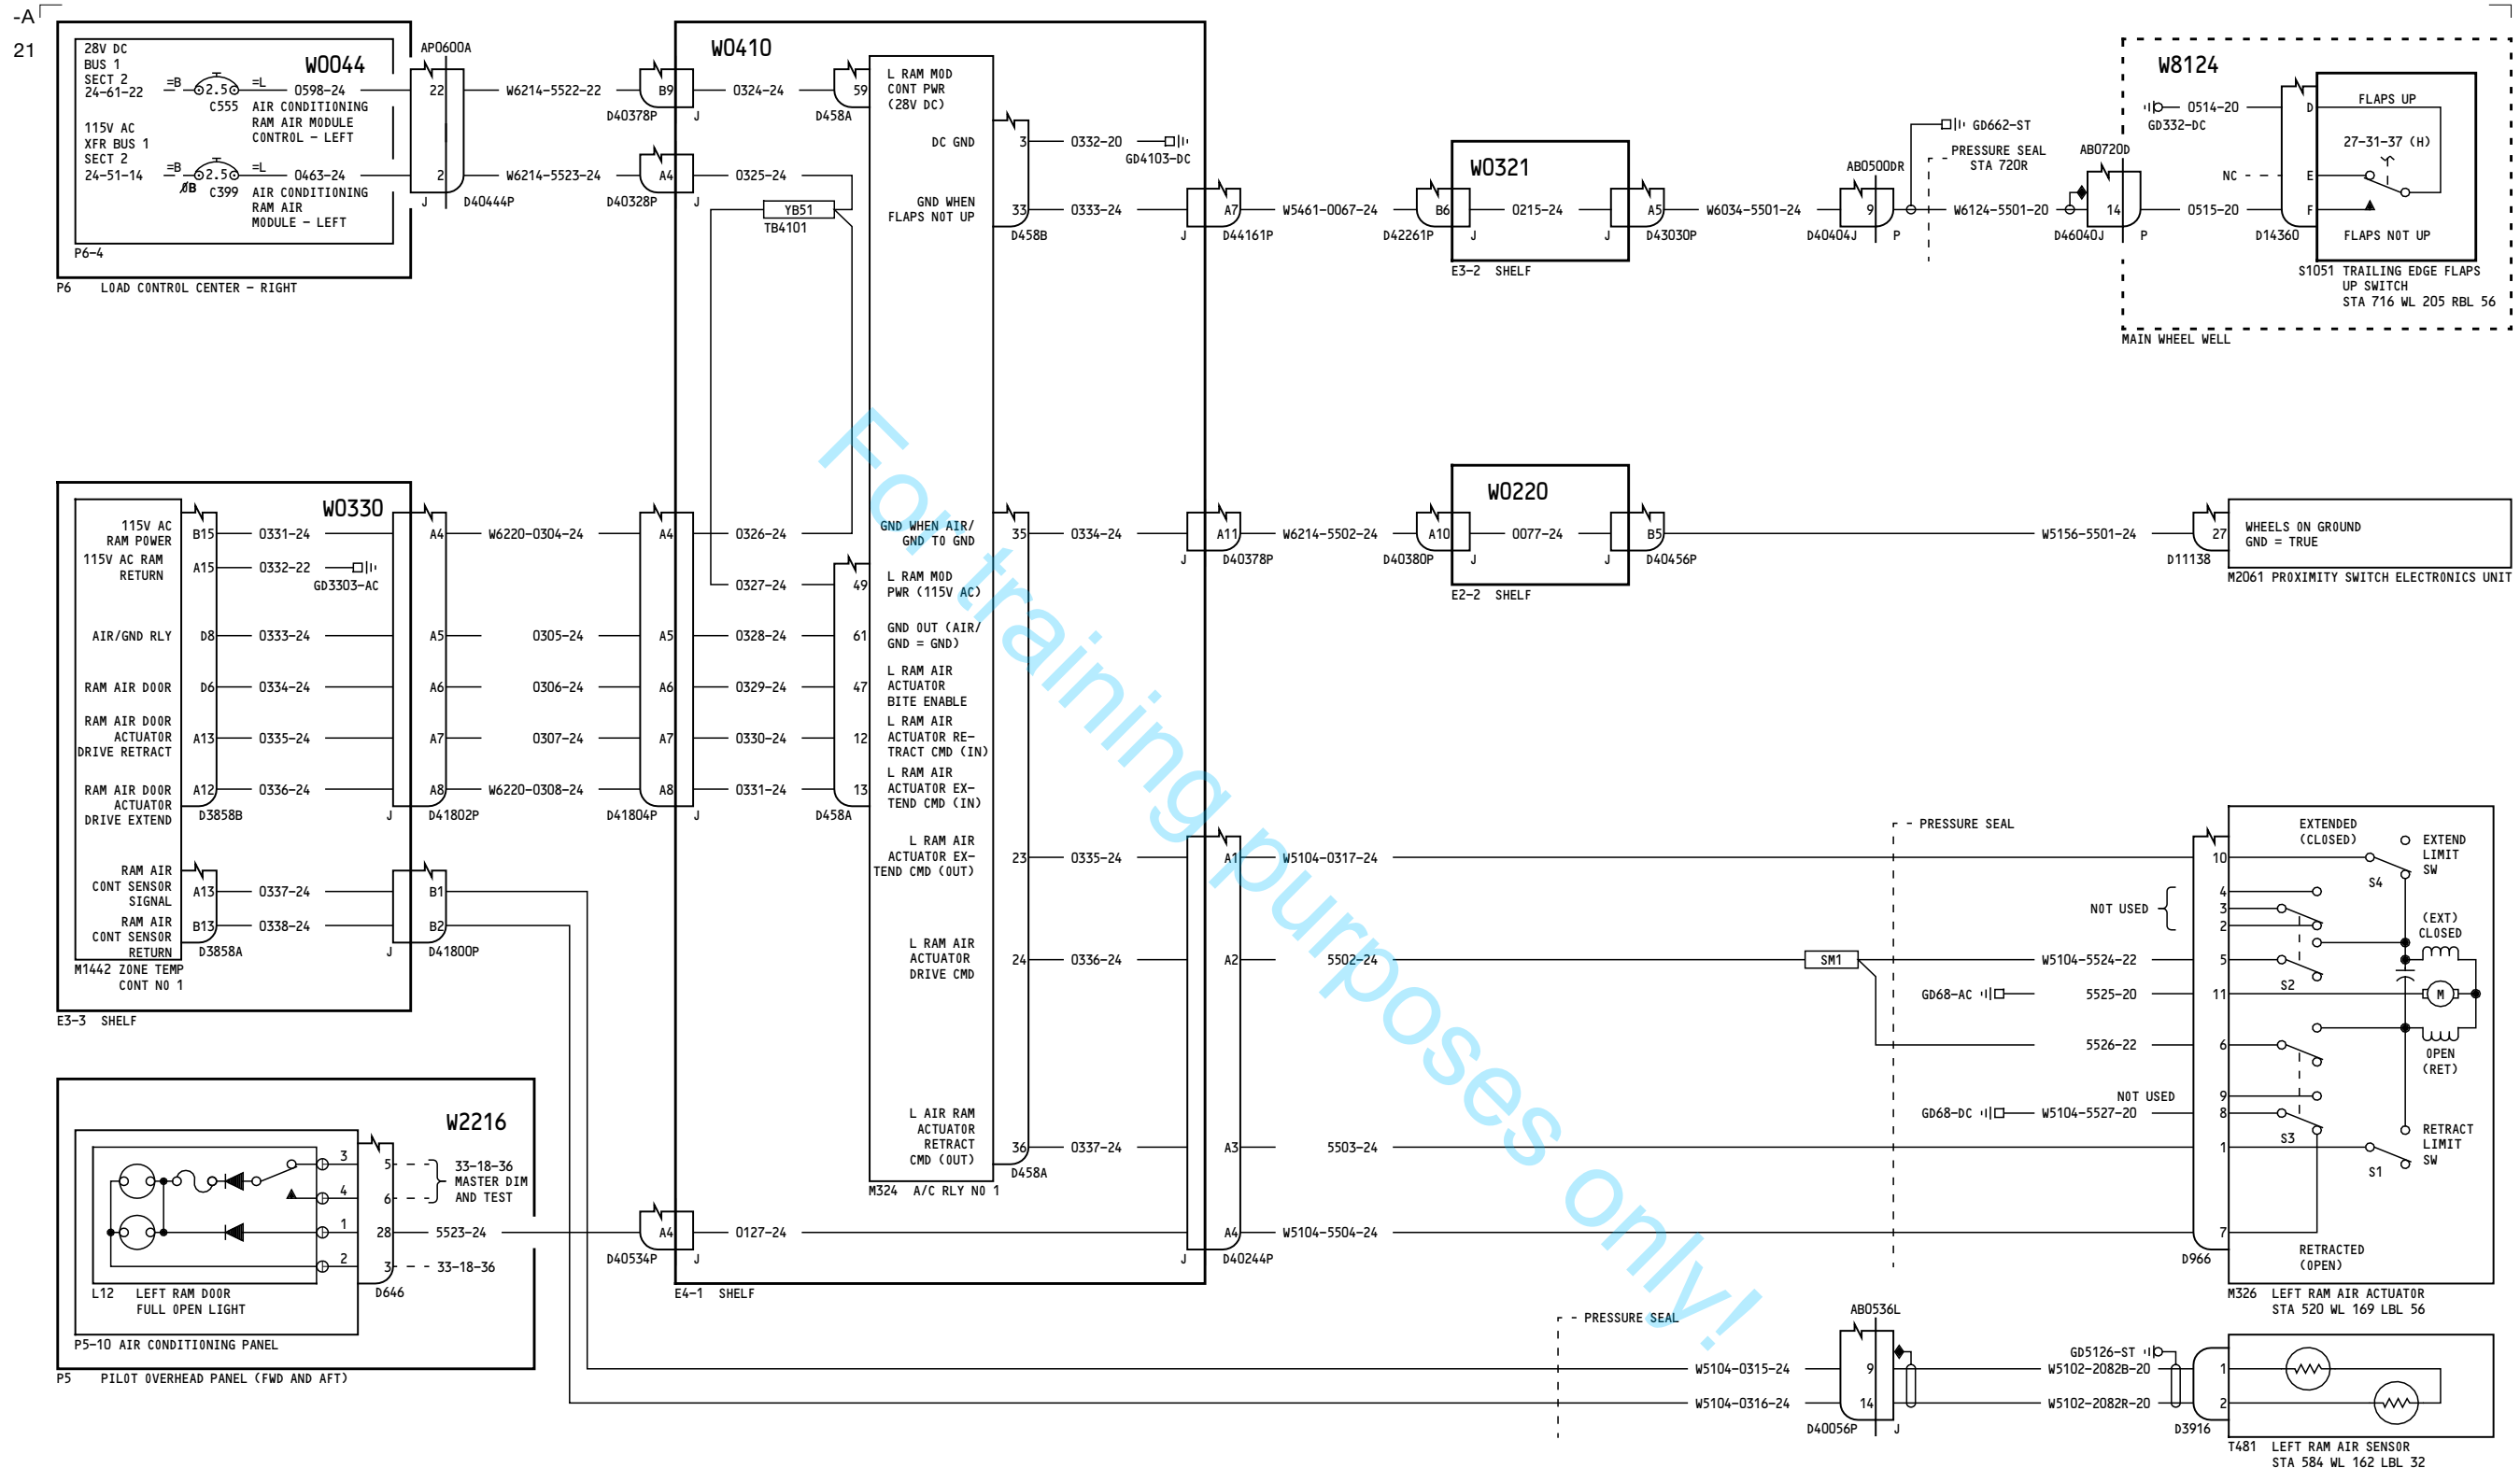 -A
21
28V DC
BUS 1
SECT 2
24-61-22
=B
2.5
=L
C555
W0044
0598-24
AIR CONDITIONING
RAM AIR MODULE
CONTROL - LEFT
115V AC
XFR BUS 1
SECT 2
24-51-14
=B
ØB
2.5
=L
C399
0463-24
AIR CONDITIONING
RAM AIR
MODULE - LEFT
P6-4
P6 LOAD CONTROL CENTER - RIGHT
AP0600A
22
2
J D40444P
W6214-5522-22
W6214-5523-24
B9
D40378P J
A4
D40328P J
W0410
0324-24
0325-24
YB51
TB4101
59
D458A
L RAM MOD
CONT PWR
(28V DC)
DC GND
3
0332-20
GD4103-DC
GND WHEN
FLAPS NOT UP
33
D458B
0333-24
A7
J D44161P
W5461-0067-24
B6
D42261P J
W0321
0215-24
A5
J D43030P
E3-2 SHELF
W6034-5501-24
AB0500DR
9
D40404J P
GD662-ST
PRESSURE SEAL
STA 720R
W6124-5501-20
AB0720D
14
D46040J P
W8124
0514-20
GD332-DC
NC
0515-20
D
E
F
D14360
FLAPS UP
27-31-37 (H)
FLAPS NOT UP
S1051 TRAILING EDGE FLAPS
UP SWITCH
STA 716 WL 205 RBL 56
MAIN WHEEL WELL
W0330
115V AC
RAM POWER
B15
0331-24
A4
W6220-0304-24
A4
0326-24
115V AC RAM
RETURN
A15
0332-22
GD3303-AC
0327-24
49
L RAM MOD
PWR (115V AC)
GND WHEN AIR/
GND TO GND
35
0334-24
A11
J D40378P
W6214-5502-24
A10
D40380P J
W0220
0077-24
B5
J D40456P
E2-2 SHELF
W5156-5501-24
27
D11138
WHEELS ON GROUND
GND = TRUE
M2061 PROXIMITY SWITCH ELECTRONICS UNIT
AIR/GND RLY
D8
0333-24
A5
0305-24
A5
0328-24
61
GND OUT (AIR/
GND = GND)
RAM AIR DOOR
D6
0334-24
A6
0306-24
A6
0329-24
47
L RAM AIR
ACTUATOR
BITE ENABLE
RAM AIR DOOR
ACTUATOR
DRIVE RETRACT
A13
0335-24
A7
0307-24
A7
0330-24
12
L RAM AIR
ACTUATOR RE-
TRACT CMD (IN)
RAM AIR DOOR
ACTUATOR
DRIVE EXTEND
A12
0336-24
A8
W6220-0308-24
A8
0331-24
13
L RAM AIR
ACTUATOR EX-
TEND CMD (IN)
D3858B
J D41802P
D41804P J
D458A
RAM AIR
CONT SENSOR
SIGNAL
A13
0337-24
B1
RAM AIR
CONT SENSOR
RETURN
B13
0338-24
B2
D3858A
J D41800P
M1442 ZONE TEMP
CONT NO 1
E3-3 SHELF
L RAM AIR
ACTUATOR EX-
TEND CMD (OUT)
23
0335-24
A1
W5104-0317-24
L RAM AIR
ACTUATOR
DRIVE CMD
24
0336-24
A2
5502-24
SM1
L AIR RAM
ACTUATOR
RETRACT
CMD (OUT)
36
0337-24
A3
5503-24
D458A
M324 A/C RLY NO 1
PRESSURE SEAL
NOT USED
W5104-5524-22
GD68-AC
5525-20
5526-22
NOT USED
GD68-DC
W5104-5527-20
10
4
3
2
5
11
6
9
8
1
7
D966
EXTENDED
(CLOSED)
EXTEND
LIMIT
SW
S4
(EXT)
CLOSED
S2
M
OPEN
(RET)
S3
RETRACT
LIMIT
SW
S1
RETRACTED
(OPEN)
M326 LEFT RAM AIR ACTUATOR
STA 520 WL 169 LBL 56
W2216
3
4
1
2
5
6
28
3
33-18-36
MASTER DIM
AND TEST
5523-24
33-18-36
D646
L12 LEFT RAM DOOR
FULL OPEN LIGHT
P5-10 AIR CONDITIONING PANEL
P5 PILOT OVERHEAD PANEL (FWD AND AFT)
A4
D40534P J
0127-24
A4
J D40244P
W5104-5504-24
E4-1 SHELF
PRESSURE SEAL
W5104-0315-24
W5104-0316-24
AB0536L
9
14
D40056P J
GD5126-ST
W5102-2082B-20
W5102-2082R-20
1
2
D3916
T481 LEFT RAM AIR SENSOR
STA 584 WL 162 LBL 32
For training purposes only!